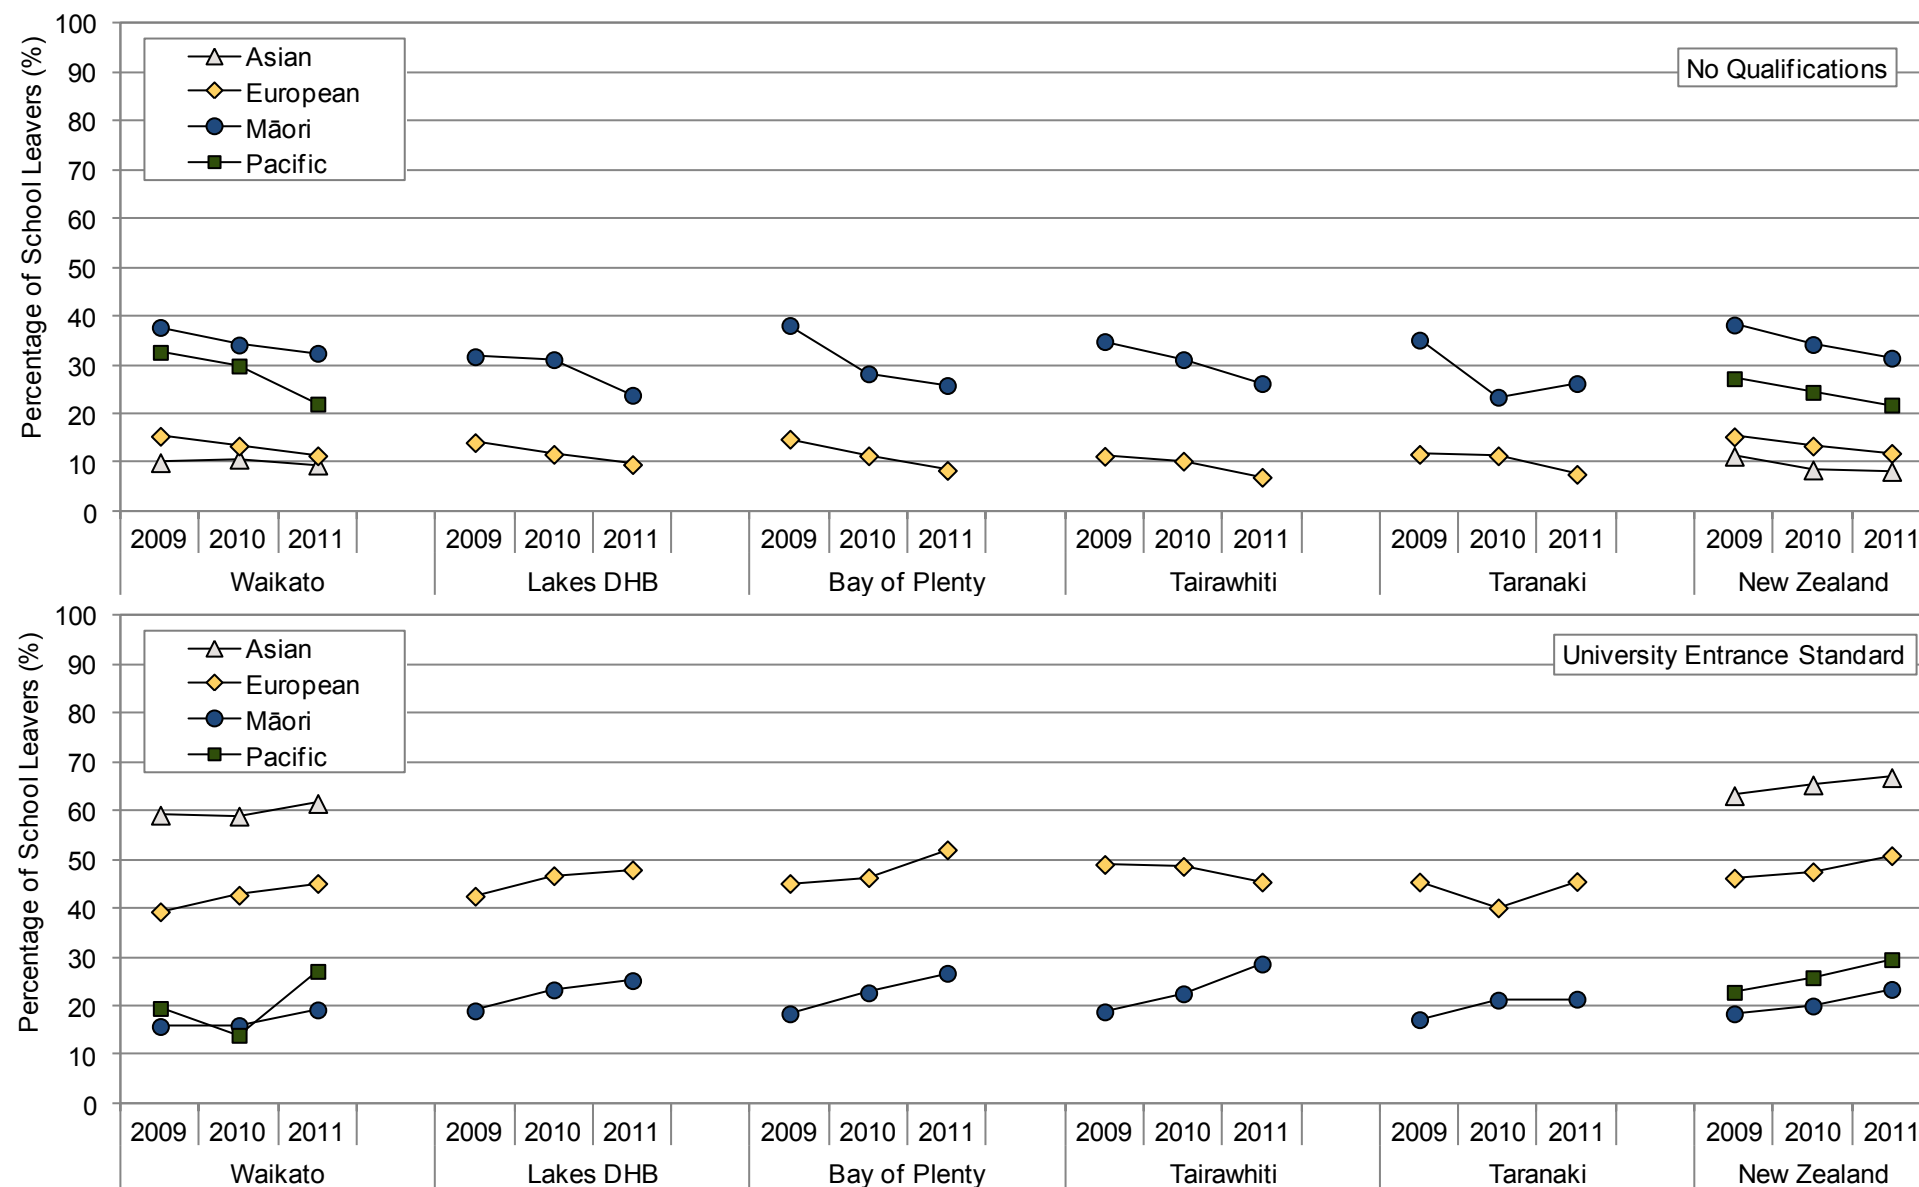 Percentage of School Leavers (%)
100
90
80
70
60
50
40
30
20
10
0
Asian
European
Māori
Pacific
No Qualifications
2009 2010 2011 2009 2010 2011 2009 2010 2011 2009 2010 2011 2009 2010 2011 2009 2010 2011
Waikato Lakes DHB Bay of Plenty Tairawhiti Taranaki New Zealand
Percentage of School Leavers (%)
100
90
80
70
60
50
40
30
20
10
0
Asian
European
Māori
Pacific
University Entrance Standard
2009 2010 2011 2009 2010 2011 2009 2010 2011 2009 2010 2011 2009 2010 2011 2009 2010 2011
Waikato Lakes DHB Bay of Plenty Tairawhiti Taranaki New Zealand